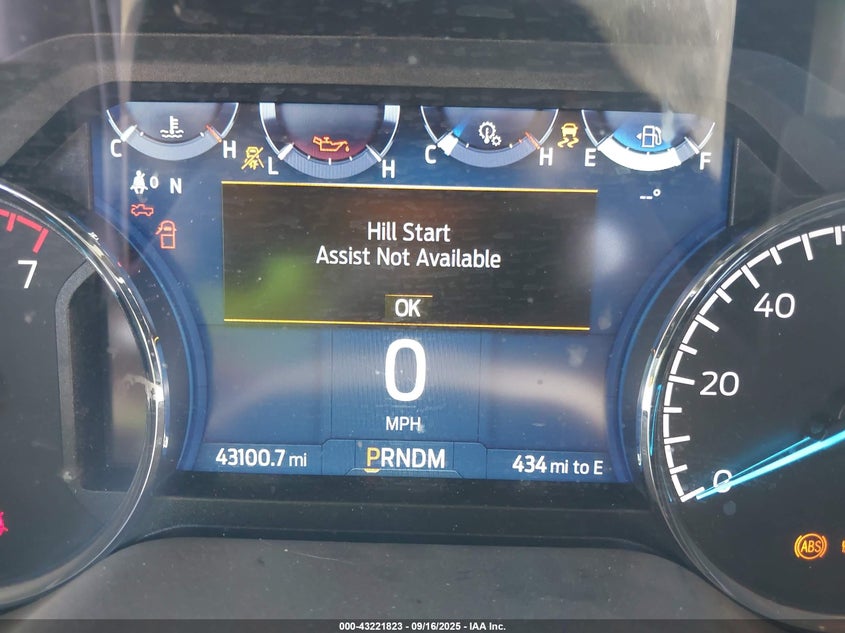 C H
L H
C H
E F
0 N
--°
7
Hill Start
Assist Not Available
OK
40
20
0
0
MPH
43100.7 mi
PRNDM
434 mi to E
ABS
000-43221823 - 09/16/2025 - IAA Inc.